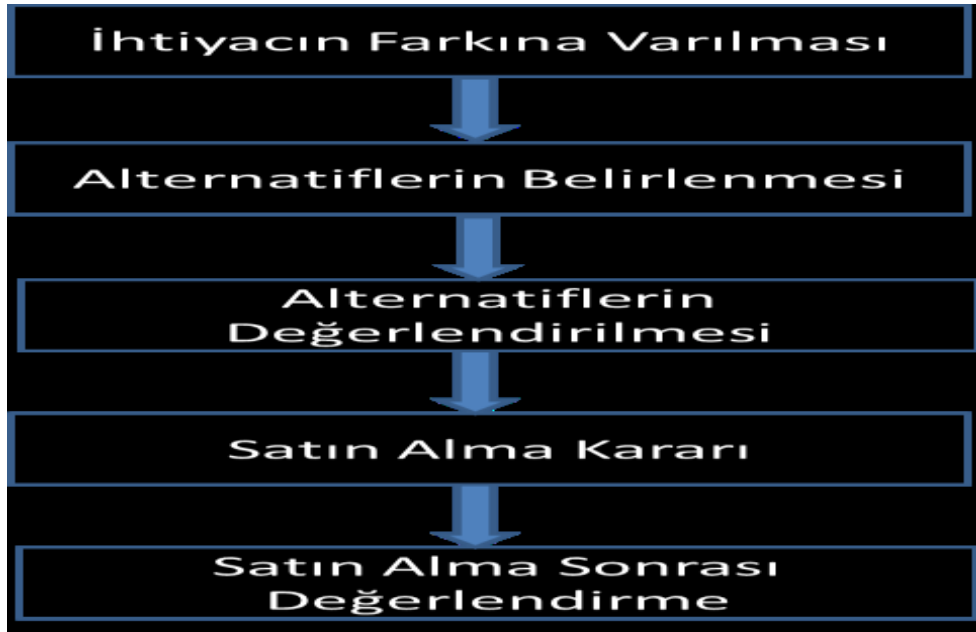 İhtiyacın Farkına Varılması
Alternatiflerin Belirlenmesi
Alternatiflerin
Değerlendirilmesi
Satın Alma Kararı
Satın Alma Sonrası
Değerlendirme